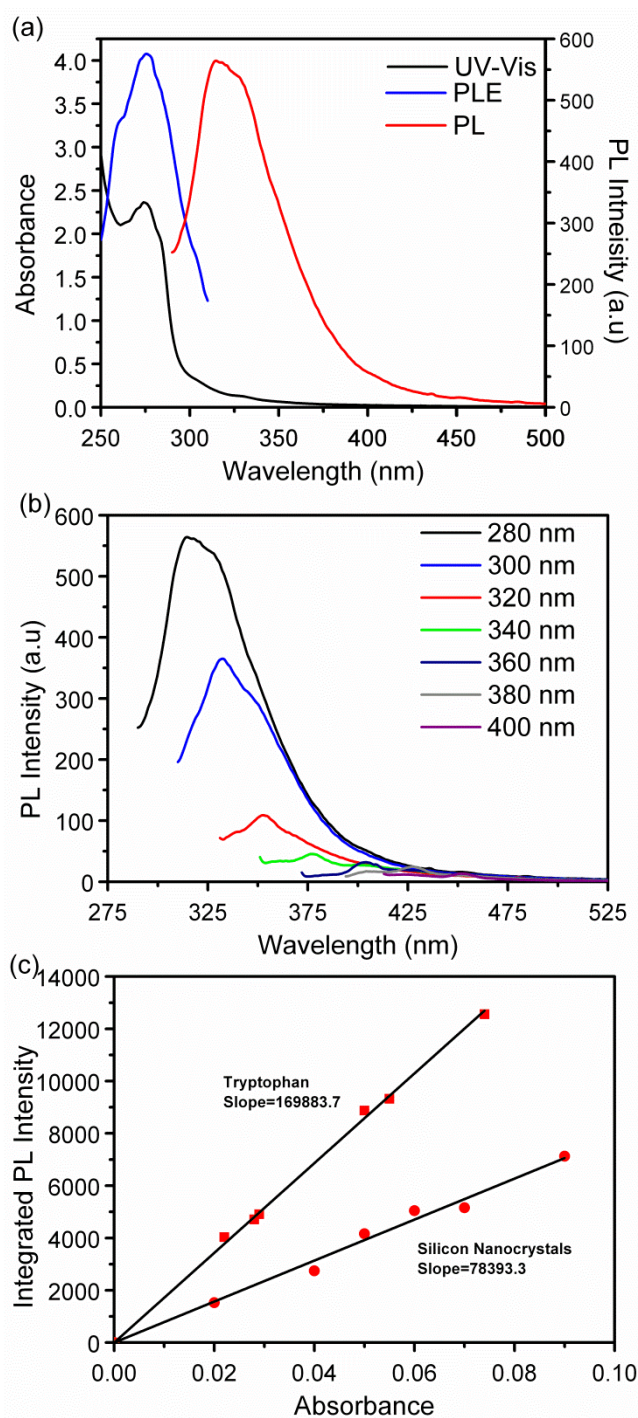 (a)
UV-Vis
PLE
PL
4.0
3.5
3.0
2.5
2.0
1.5
1.0
0.5
0.0
Absorbance
600
500
400
300
200
100
0
PL Intneisity (a.u)
250 300 350 400 450 500
Wavelength (nm)
(b)
280 nm
300 nm
320 nm
340 nm
360 nm
380 nm
400 nm
600
500
400
300
200
100
0
PL Intensity (a.u)
275 325 375 425 475 525
Wavelength (nm)
(c)
14000
12000
10000
8000
6000
4000
2000
0
Integrated PL Intensity
Tryptophan
Slope=169883.7
Silicon Nanocrystals
Slope=78393.3
0.00 0.02 0.04 0.06 0.08 0.10
Absorbance